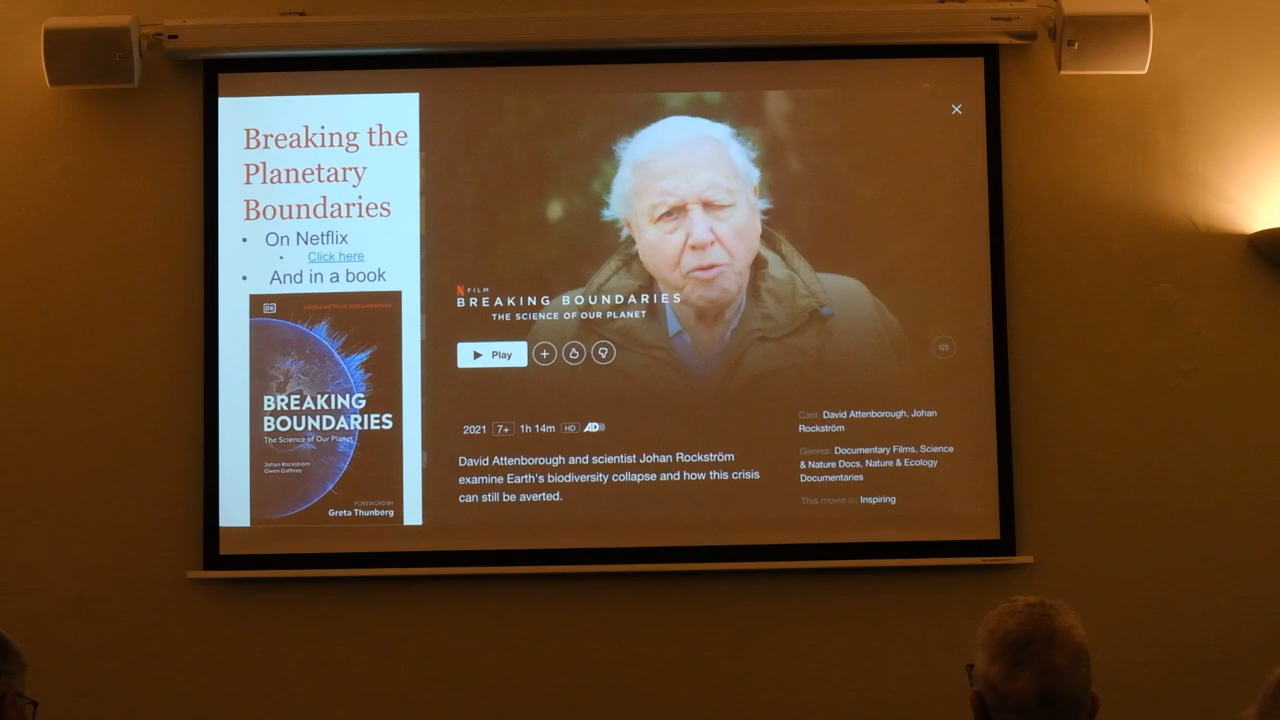 Breaking the
Planetary
Boundaries
• On Netflix
• Click here
• And in a book
DK
BREAKING
BOUNDARIES
The Science of Our Planet
Johan Rockström
Owen Gaffney
FOREWORD BY
Greta Thunberg
N FILM
BREAKING BOUNDARIES
THE SCIENCE OF OUR PLANET
Play
2021 7+ 1h 14m HD AD
David Attenborough and scientist Johan Rockström
examine Earth's biodiversity collapse and how this crisis
can still be averted.
Cast: David Attenborough, Johan
Rockström
Genres: Documentary Films, Science
& Nature Docs, Nature & Ecology
Documentaries
This movie is: Inspiring